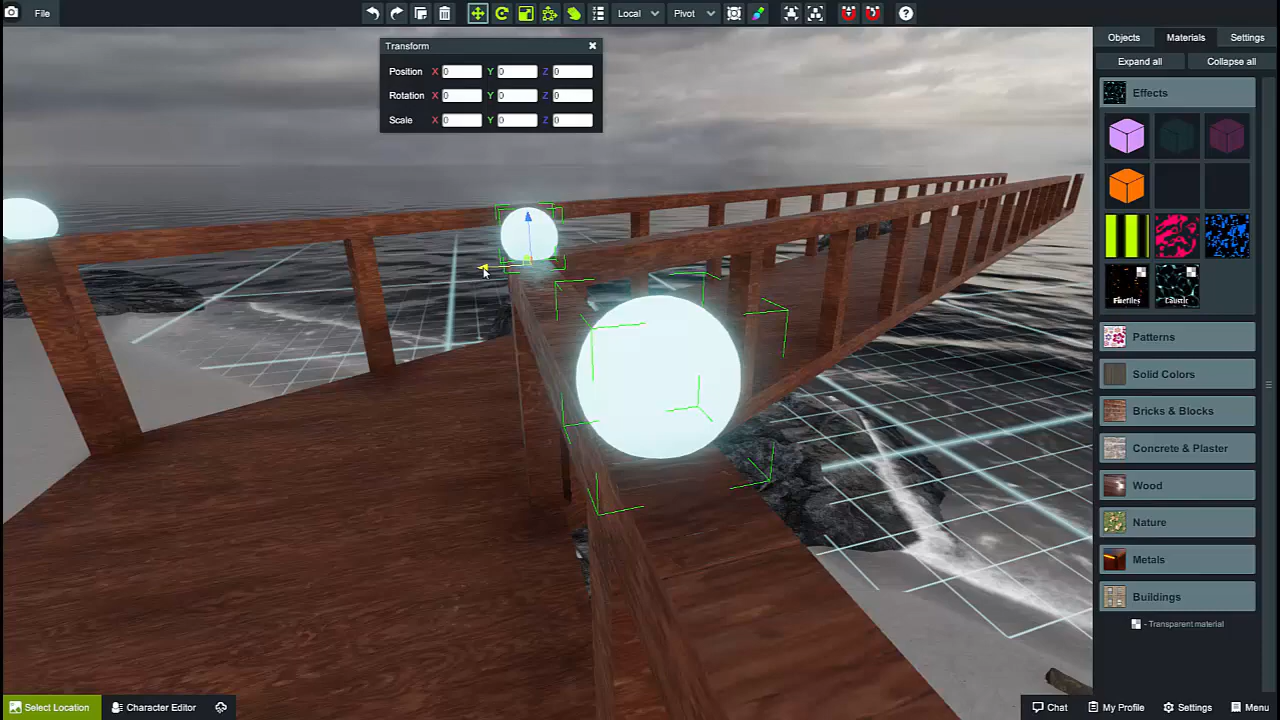 File
Local
Pivot
Objects
Materials
Settings
Expand all
Collapse all
Transform
Position X 0 Y 0 Z 0
Rotation X 0 Y 0 Z 0
Scale X 0 Y 0 Z 0
Effects
Fireflies
Caustic
Patterns
Solid Colors
Bricks & Blocks
Concrete & Plaster
Wood
Nature
Metals
Buildings
- Transparent material
Select Location
Character Editor
Chat
My Profile
Settings
Menu